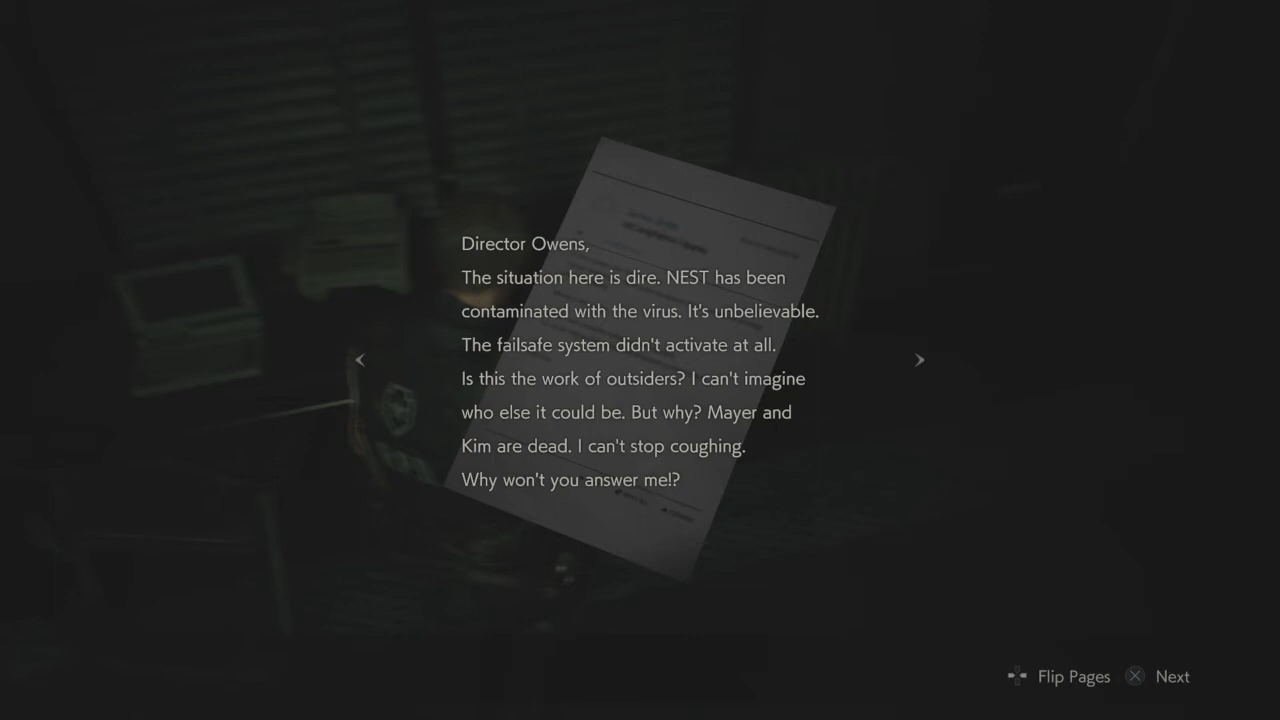 Director Owens,
The situation here is dire. NEST has been
contaminated with the virus. It's unbelievable.
The failsafe system didn't activate at all.
Is this the work of outsiders? I can't imagine
who else it could be. But why? Mayer and
Kim are dead. I can't stop coughing.
Why won't you answer me!?
Flip Pages
Next